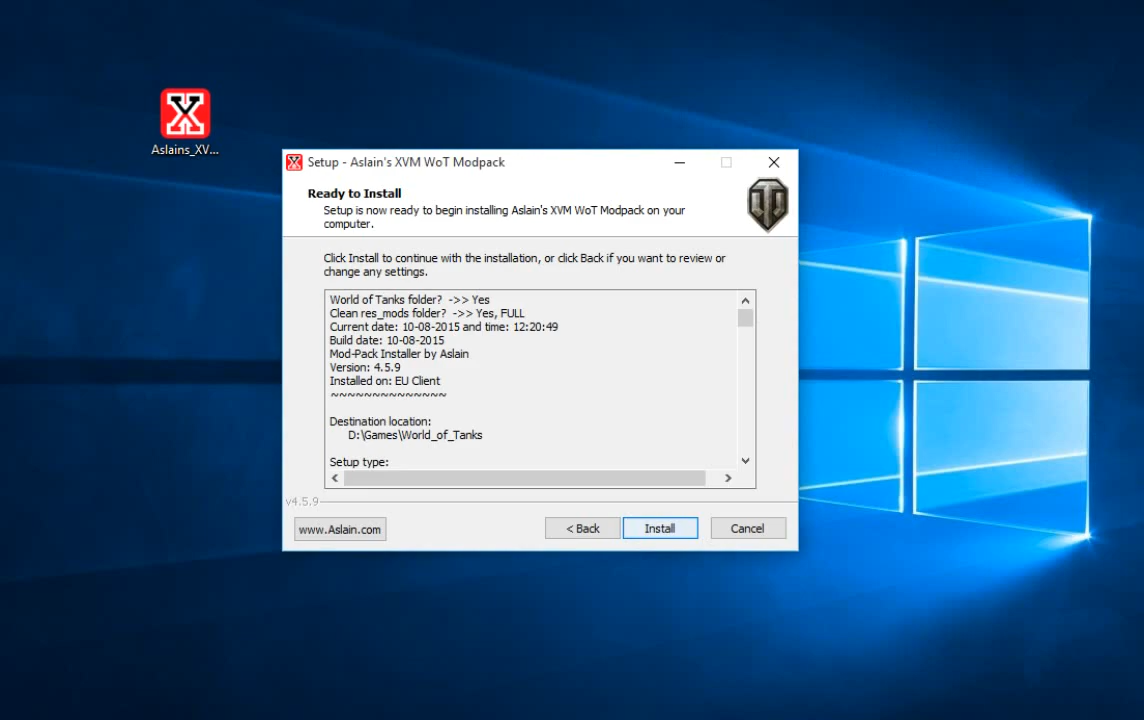 Aslains_XV...
Setup - Aslain's XVM WoT Modpack
Ready to Install
Setup is now ready to begin installing Aslain's XVM WoT Modpack on your
computer.
Click Install to continue with the installation, or click Back if you want to review or
change any settings.
World of Tanks folder? ->> Yes
Clean res_mods folder? ->> Yes, FULL
Current date: 10-08-2015 and time: 12:20:49
Build date: 10-08-2015
Mod-Pack Installer by Aslain
Version: 4.5.9
Installed on: EU Client
~~~~~~~~~~~~~~
Destination location:
D:\Games\World_of_Tanks
Setup type:
v4.5.9
www.Aslain.com
< Back
Install
Cancel